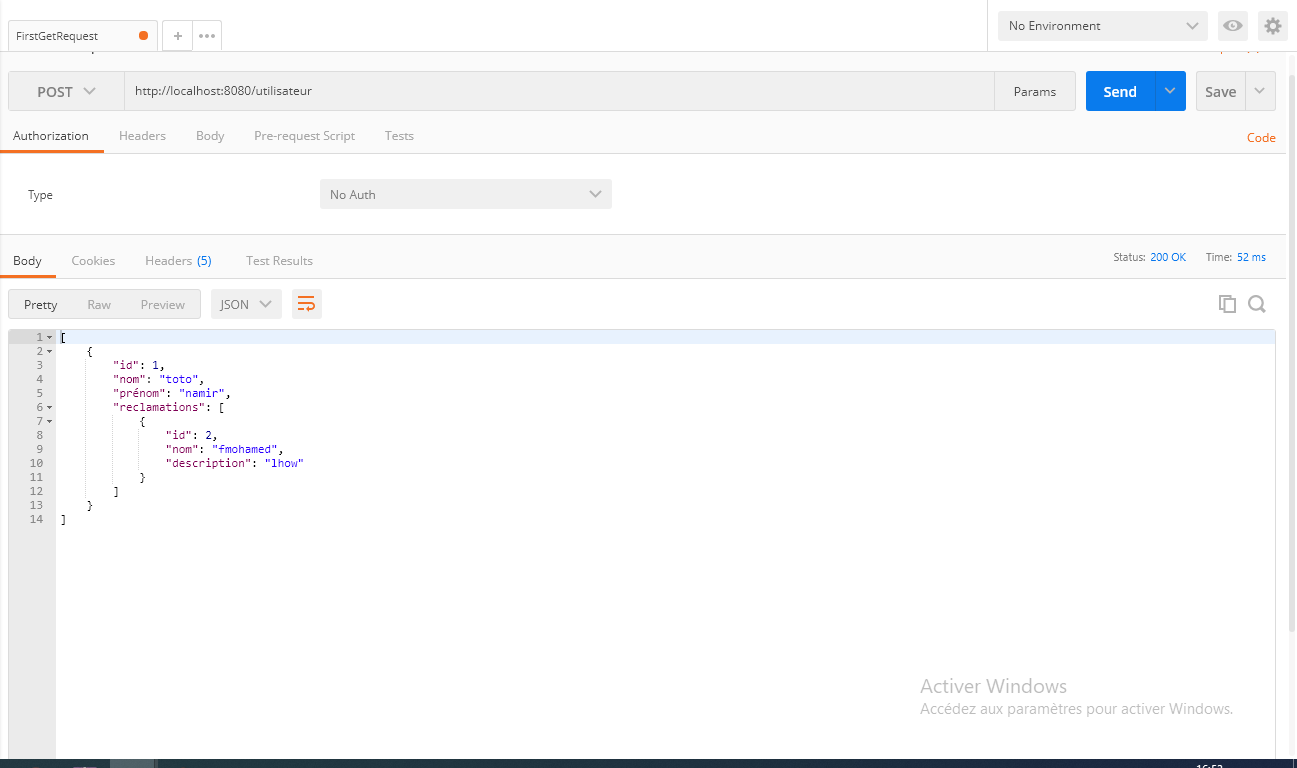 FirstGetRequest
No Environment
POST http://localhost:8080/utilisateur Params Send Save
Authorization Headers Body Pre-request Script Tests Code
Type No Auth
Body Cookies Headers (5) Test Results Status: 200 OK Time: 52 ms
Pretty Raw Preview JSON
1 [
2 {
3 "id": 1,
4 "nom": "toto",
5 "prénom": "namir",
6 "reclamations": [
7 {
8 "id": 2,
9 "nom": "fmohamed",
10 "description": "lhow"
11 }
12 ]
13 }
14 ]
Activer Windows
Accédez aux paramètres pour activer Windows.